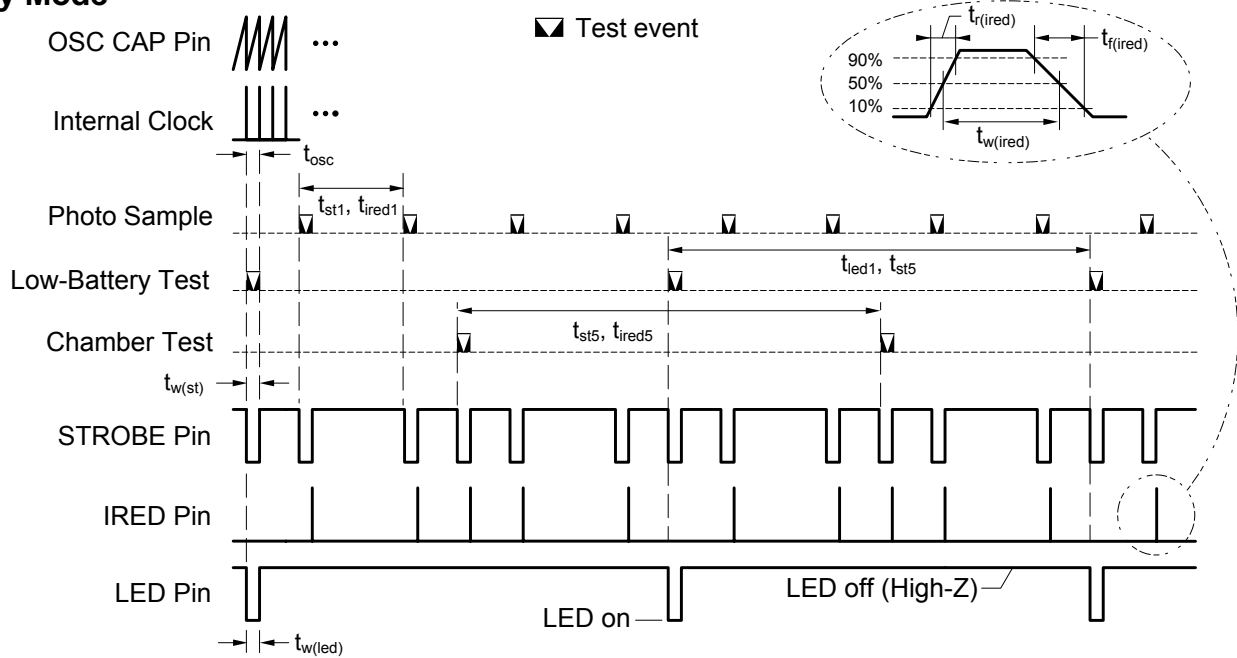 y Mode
OSC CAP Pin
•••
Test event
Internal Clock
•••
tosc
90%
50%
10%
tr(ired)
tf(ired)
tw(ired)
Photo Sample
tst1, tired1
Low-Battery Test
tled1, tst5
Chamber Test
tst5, tired5
tw(st)
STROBE Pin
IRED Pin
LED Pin
LED on
LED off (High-Z)
tw(led)